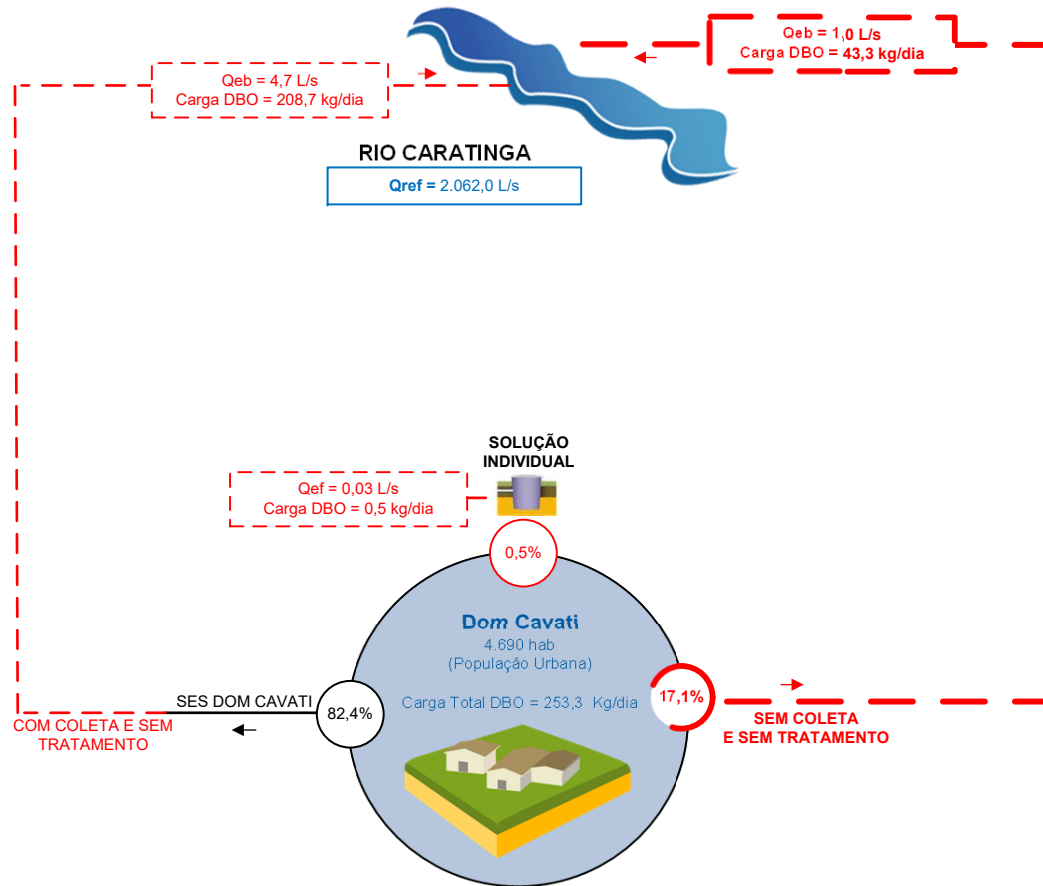 Qeb = 1,0 L/s
Carga DBO = 43,3 kg/dia
Qeb = 4,7 L/s
Carga DBO = 208,7 kg/dia
RIO CARATINGA
Qref = 2.062,0 L/s
SOLUÇÃO
INDIVIDUAL
Qef = 0,03 L/s
Carga DBO = 0,5 kg/dia
0,5%
Dom Cavati
4.690 hab
(População Urbana)
Carga Total DBO = 253,3 Kg/dia
SES DOM CAVATI
82,4%
17,1%
COM COLETA E SEM
TRATAMENTO
SEM COLETA
E SEM TRATAMENTO